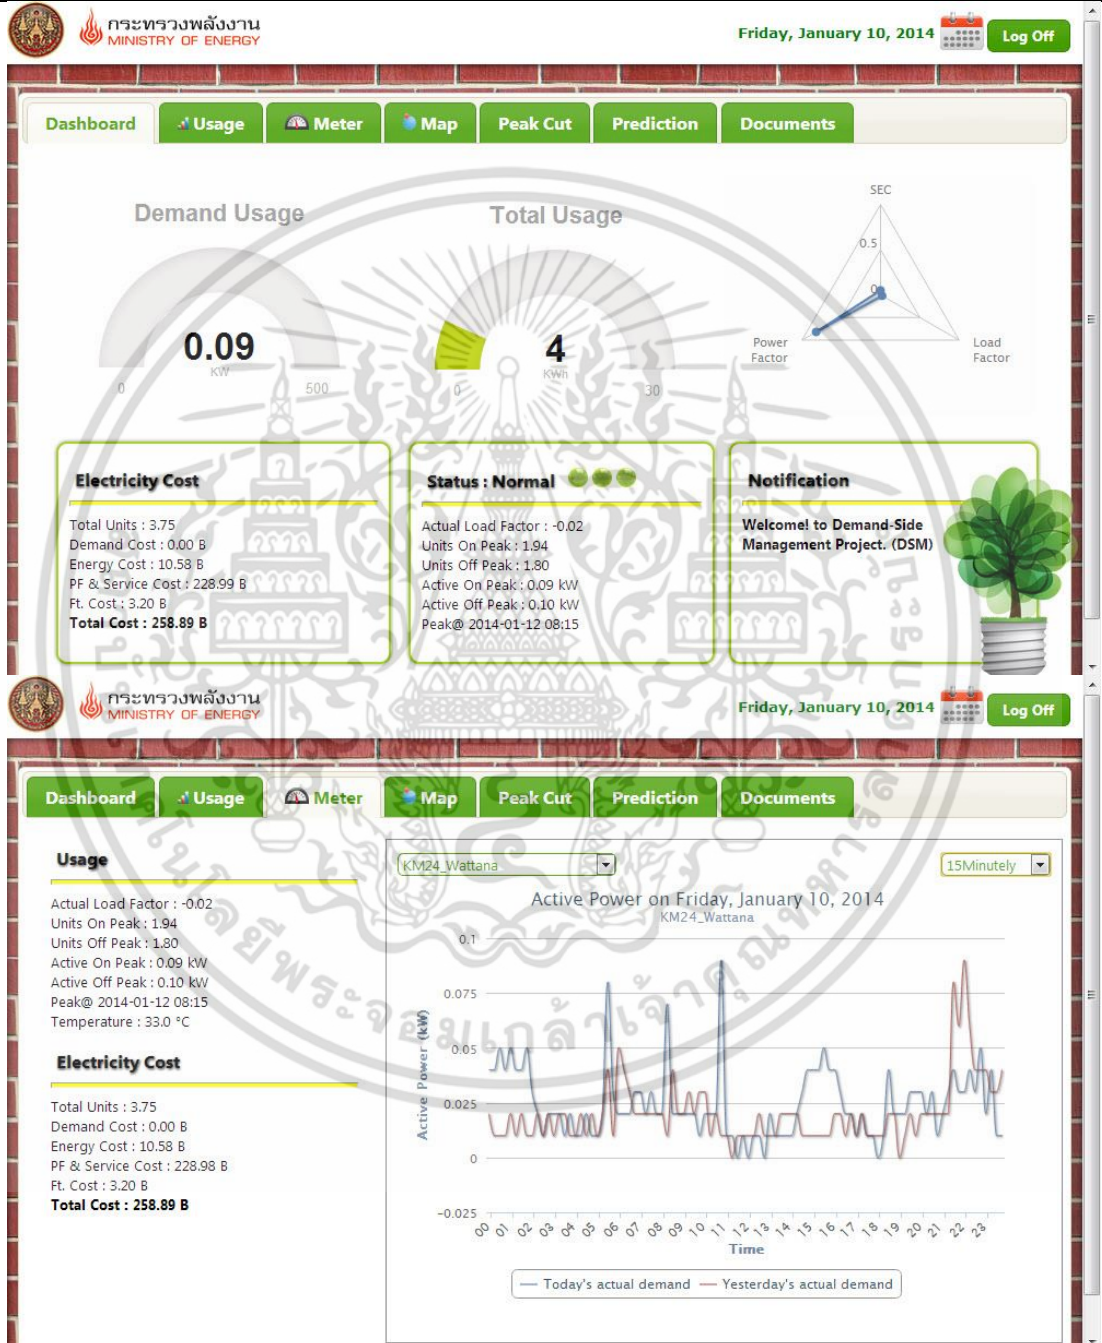 กระทรวงพลังงาน
MINISTRY OF ENERGY
Friday, January 10, 2014
Log Off
Dashboard
Usage
Meter
Map
Peak Cut
Prediction
Documents
Demand Usage
0.09
KW
0
500
Total Usage
4
KWh
0
30
SEC
0.5
0
Power
Factor
Load
Factor
Electricity Cost
Total Units : 3.75
Demand Cost : 0.00 B
Energy Cost : 10.58 B
PF & Service Cost : 228.99 B
Ft. Cost : 3.20 B
Total Cost : 258.89 B
Status : Normal
Actual Load Factor : -0.02
Units On Peak : 1.94
Units Off Peak : 1.80
Active On Peak : 0.09 kW
Active Off Peak : 0.10 kW
Peak@ 2014-01-12 08:15
Notification
Welcome! to Demand-Side
Management Project. (DSM)
กระทรวงพลังงาน
MINISTRY OF ENERGY
Friday, January 10, 2014
Log Off
Dashboard
Usage
Meter
Map
Peak Cut
Prediction
Documents
Usage
Actual Load Factor : -0.02
Units On Peak : 1.94
Units Off Peak : 1.80
Active On Peak : 0.09 kW
Active Off Peak : 0.10 kW
Peak@ 2014-01-12 08:15
Temperature : 33.0 °C
Electricity Cost
Total Units : 3.75
Demand Cost : 0.00 B
Energy Cost : 10.58 B
PF & Service Cost : 228.98 B
Ft. Cost : 3.20 B
Total Cost : 258.89 B
KM24_Wattana
15Minutely
Active Power on Friday, January 10, 2014
KM24_Wattana
Active Power (kW)
0.1
0.075
0.05
0.025
0
-0.025
00 01 02 03 04 05 06 07 08 09 10 11 12 13 14 15 16 17 18 19 20 21 22 23
Time
Today's actual demand
Yesterday's actual demand